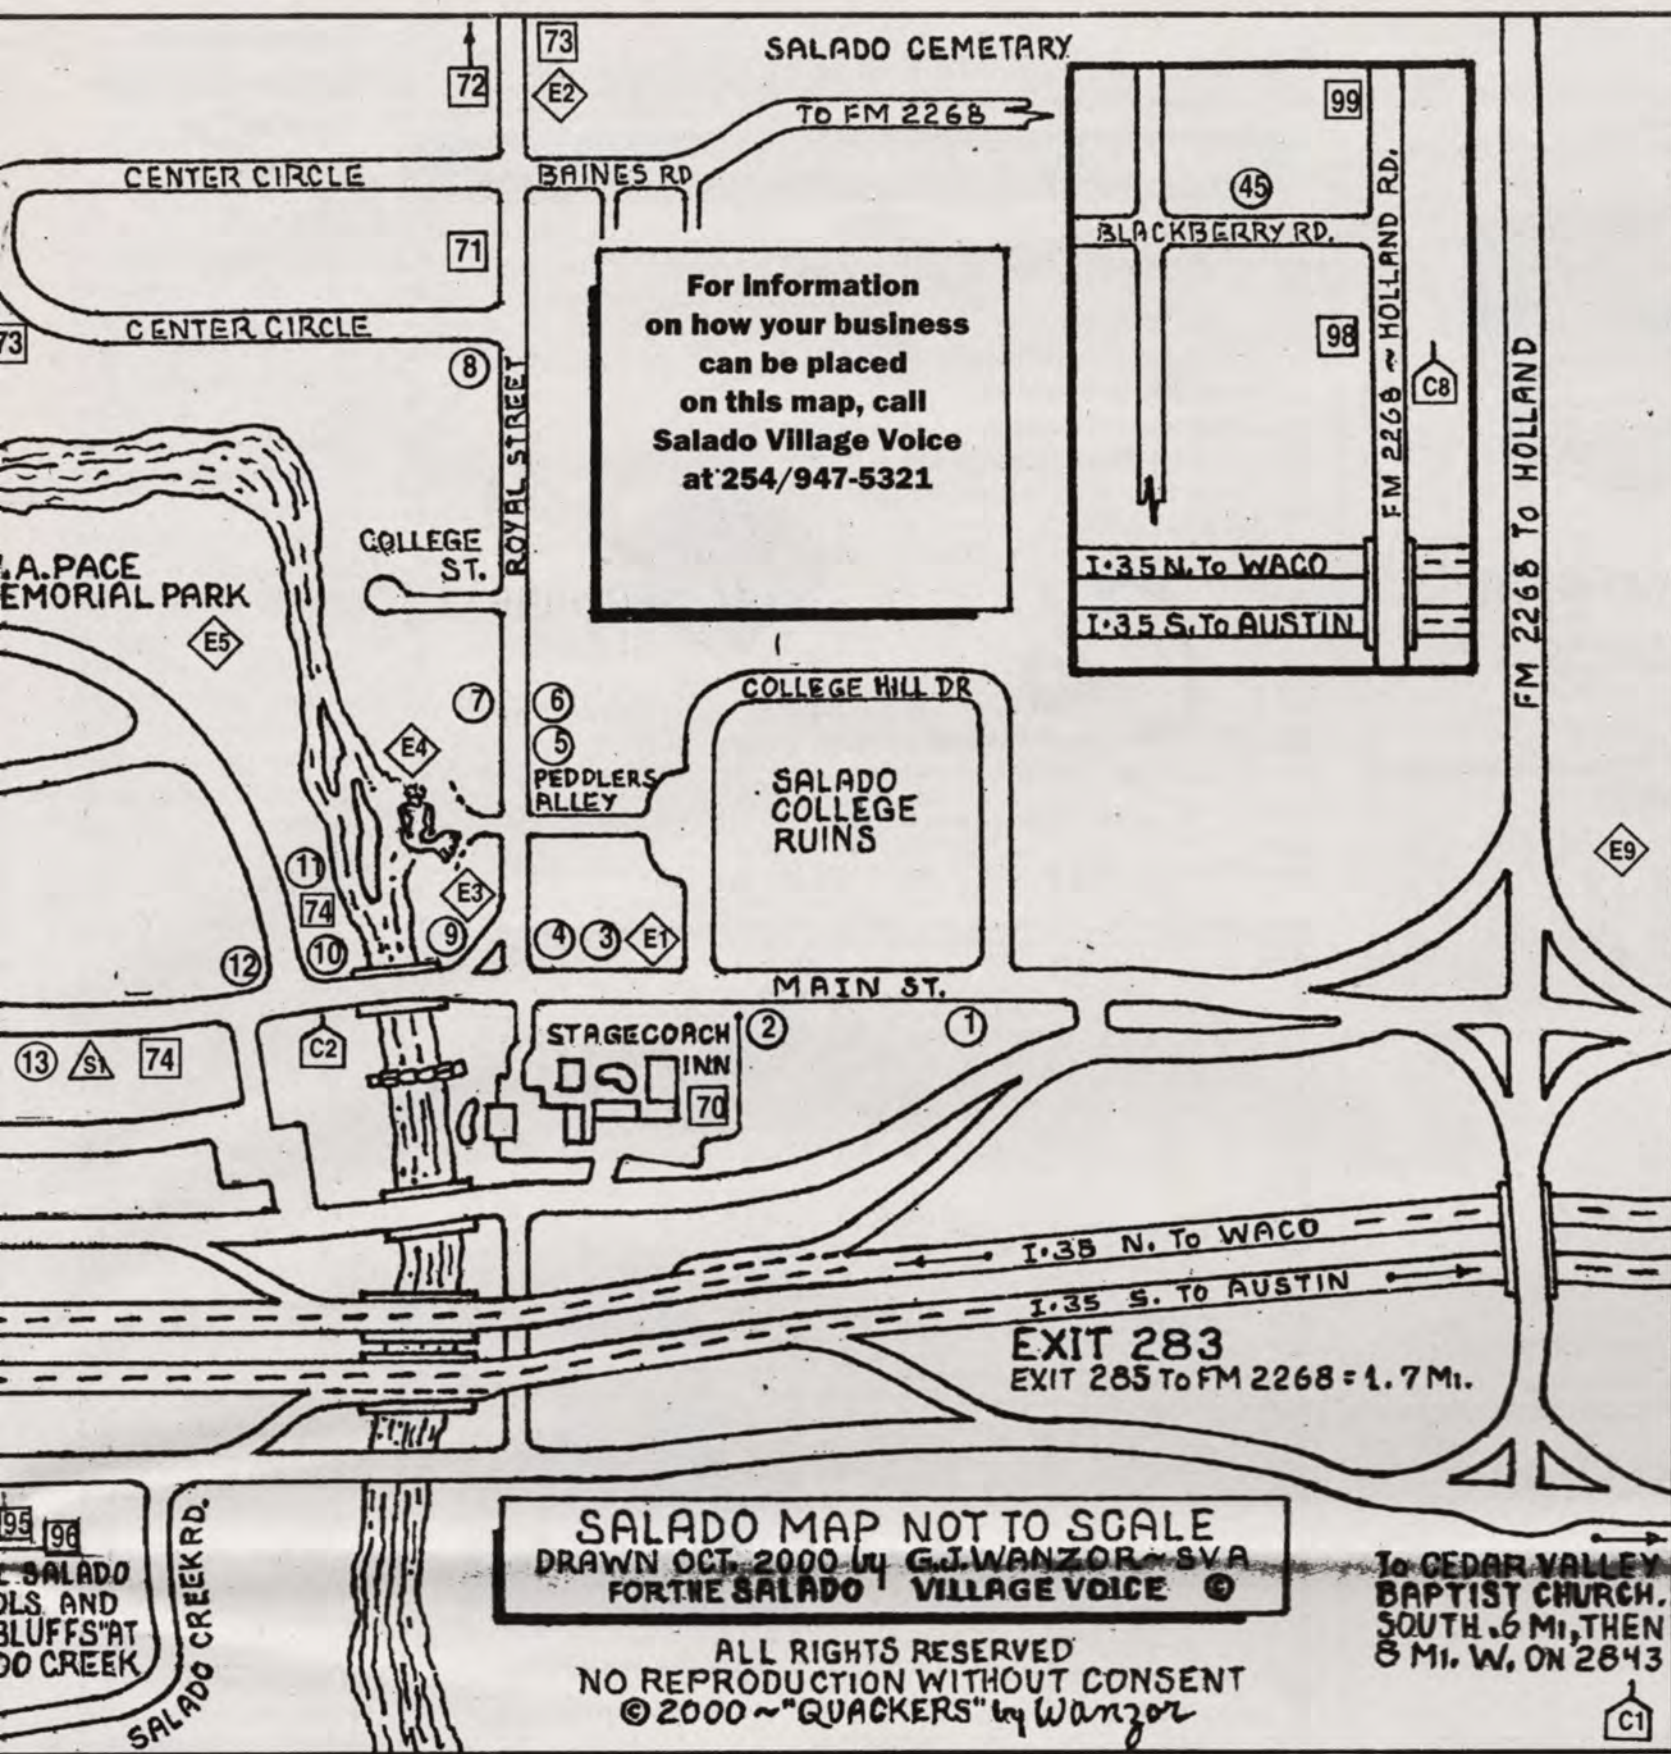 73
SALADO CEMETARY
72
E2
TO FM 2268
99
CENTER CIRCLE
BAINES RD
45
BLACKBERRY RD.
71
For Information
on how your business
can be placed
on this map, call
Salado Village Voice
at 254/947-5321
CENTER CIRCLE
73
8
98
C8
FM 2268 ~ HOLLAND RD.
FM 2268 TO HOLLAND
ROYAL STREET
COLLEGE
ST.
.A. PACE
EMORIAL PARK
E5
I·35 N. TO WACO
I·35 S. TO AUSTIN
7
6
5
E4
COLLEGE HILL DR
PEDDLERS
ALLEY
SALADO
COLLEGE
RUINS
E9
11
74
10
12
E3
9
4
3
E1
MAIN ST.
13
S1
74
C2
STAGECOACH
INN
70
2
1
I·35 N. TO WACO
I·35 S. TO AUSTIN
EXIT 283
EXIT 285 TO FM 2268 = 1.7 MI.
95
96
SALADO
OLS AND
BLUFFS" AT
DO CREEK
SALADO CREEK RD.
SALADO MAP NOT TO SCALE
DRAWN OCT. 2000 by G.J. WANZOR ~ SVA
FOR THE SALADO VILLAGE VOICE ©
ALL RIGHTS RESERVED
NO REPRODUCTION WITHOUT CONSENT
© 2000 ~ "QUACKERS" by Wanzor
TO CEDAR VALLEY
BAPTIST CHURCH.
SOUTH .6 MI, THEN
8 MI. W. ON 2843
C1